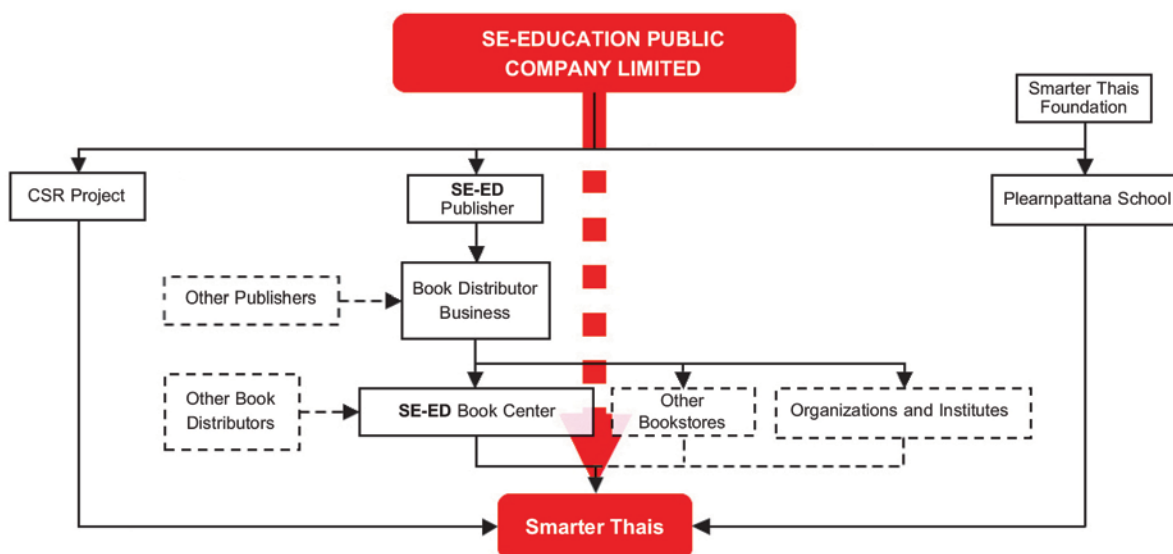 SE-EDUCATION PUBLIC
COMPANY LIMITED
Smarter Thais
Foundation
CSR Project
SE-ED
Publisher
Plearnpattana School
Other Publishers
Book Distributor
Business
Other Book
Distributors
SE-ED Book Center
Other
Bookstores
Organizations and Institutes
Smarter Thais